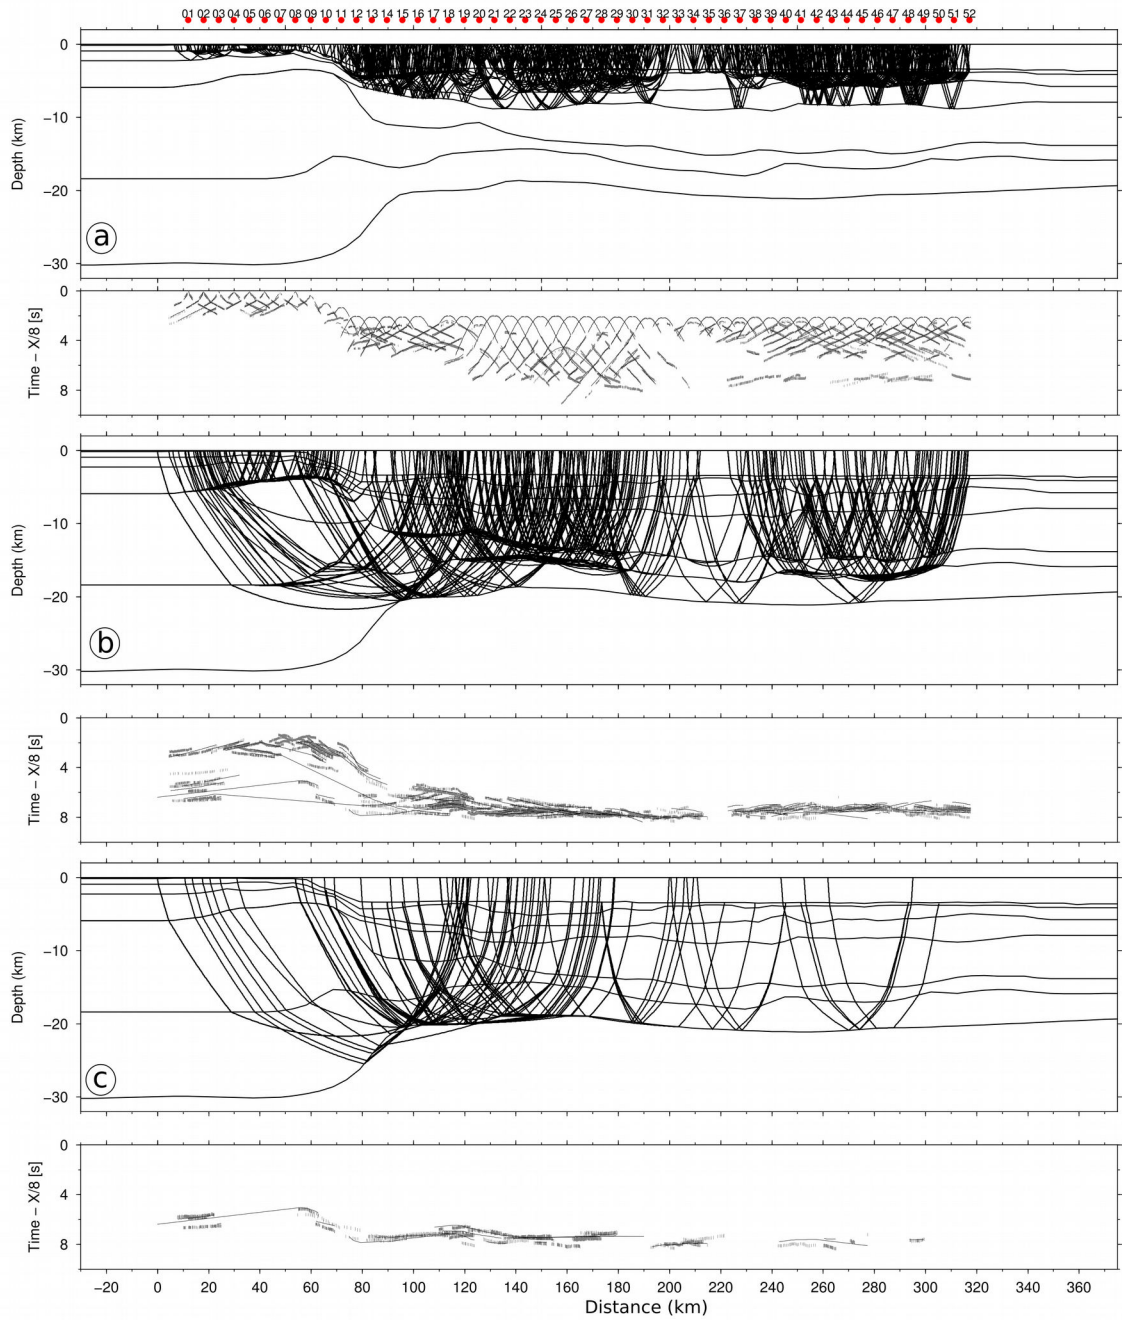 01 02 03 04 05 06 07 08 09 10 11 12 13 14 15 16 17 18 19 20 21 22 23 24 25 26 27 28 29 30 31 32 33 34 35 36 37 38 39 40 41 42 43 44 45 46 47 48 49 50 51 52
0
−10
−20
−30
Depth (km)
a
0
4
8
Time − X/8 [s]
0
−10
−20
−30
Depth (km)
b
0
4
8
Time − X/8 [s]
0
−10
−20
−30
Depth (km)
c
0
4
8
Time − X/8 [s]
−20 0 20 40 60 80 100 120 140 160 180 200 220 240 260 280 300 320 340 360
Distance (km)